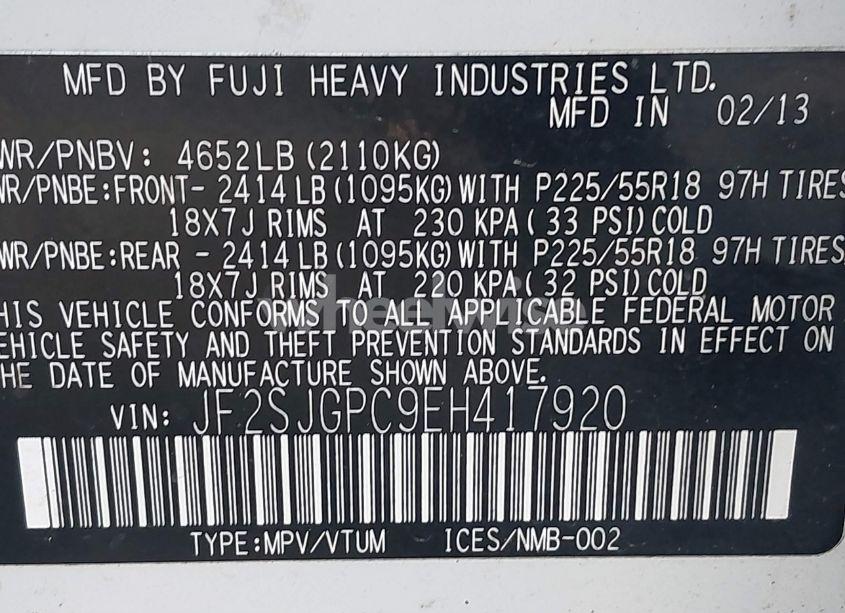 MFD BY FUJI HEAVY INDUSTRIES LTD.
MFD IN 02/13
WR/PNBV: 4652LB (2110KG)
WR/PNBE:FRONT- 2414 LB (1095KG) WITH P225/55R18 97H TIRES
18X7J RIMS AT 230 KPA ( 33 PSI) COLD
WR/PNBE:REAR - 2414 LB (1095KG) WITH P225/55R18 97H TIRES
18X7J RIMS AT 220 KPA ( 32 PSI) COLD
HIS VEHICLE CONFORMS TO ALL APPLICABLE FEDERAL MOTOR
EHICLE SAFETY AND THEFT PREVENTION STANDARDS IN EFFECT ON
HE DATE OF MANUFACTURE SHOWN ABOVE.
VIN: JF2SJGPC9EH417920
TYPE:MPV/VTUM ICES/NMB-002